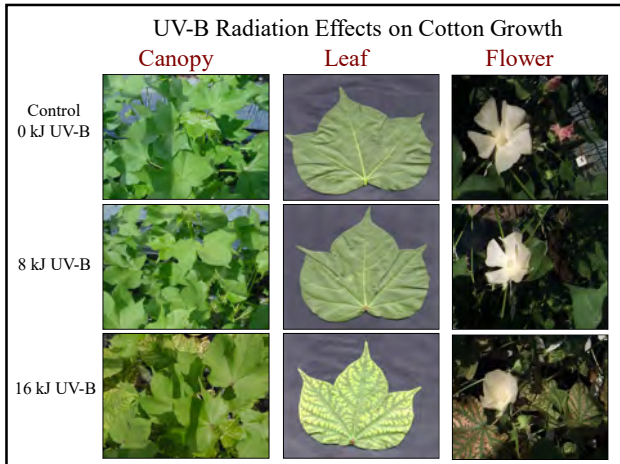 UV-B Radiation Effects on Cotton Growth
Canopy Leaf Flower
Control
0 kJ UV-B
8 kJ UV-B
16 kJ UV-B